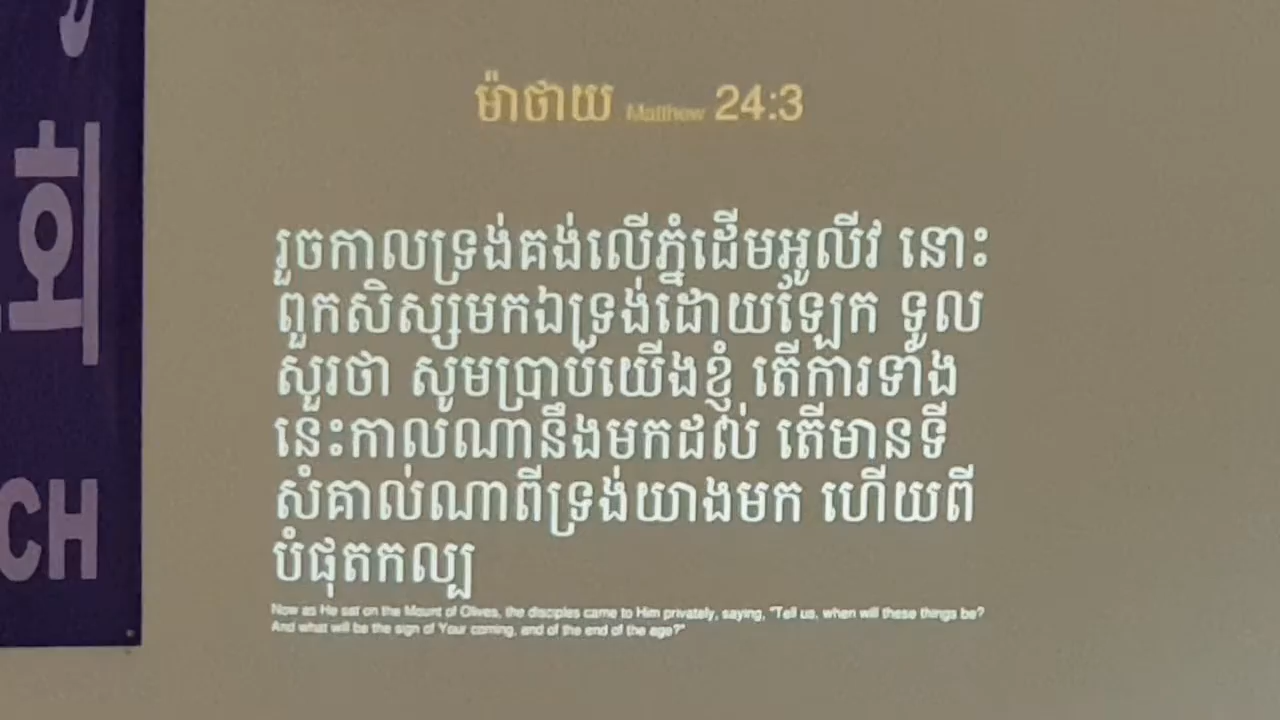 회
CH
ម៉ាថាយ Matthew 24:3
រួចកាលទ្រង់គង់លើភ្នំដើមអូលីវ នោះ
ពួកសិស្សមកឯទ្រង់ដោយឡែក ទូល
សួរថា សូមប្រាប់យើងខ្ញុំ តើការទាំង
នេះកាលណានឹងមកដល់ តើមានទី
សំគាល់ណាពីទ្រង់យាងមក ហើយពី
បំផុតកល្ប
Now as He sat on the Mount of Olives, the disciples came to Him privately, saying, "Tell us, when will these things be?
And what will be the sign of Your coming, and of the end of the age?"